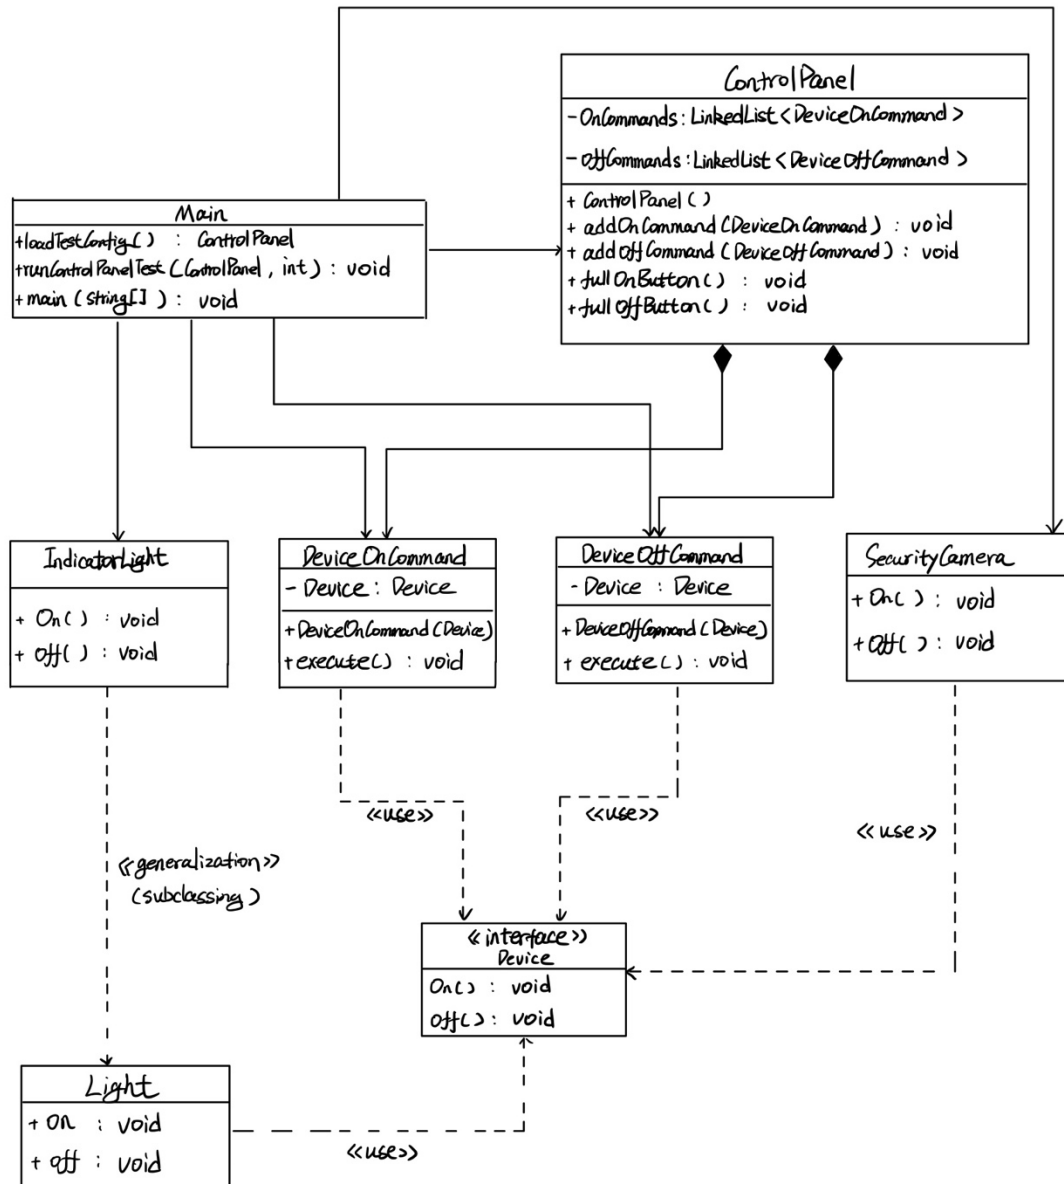 ControlPanel
- OnCommands : LinkedList<DeviceOnCommand>
- OffCommands : LinkedList<DeviceOffCommand>
+ ControlPanel()
+ addOnCommand(DeviceOnCommand) : void
+ addOffCommand(DeviceOffCommand) : void
+ fullOnButton() : void
+ fullOffButton() : void
Main
+loadTestConfig() : ControlPanel
+runControlPanelTest(ControlPanel, int) : void
+ main(string[]) : void
IndicatorLight
+ On() : void
+ off() : void
DeviceOnCommand
- Device : Device
+DeviceOnCommand(Device)
+execute() : void
DeviceOffCommand
- Device : Device
+ DeviceOffCommand(Device)
+ execute() : void
SecurityCamera
+ On() : void
+ Off() : void
<<use>>
<<use>>
<<use>>
<<generalization>>
(subclassing)
<<interface>>
Device
On() : void
off() : void
Light
+ on : void
+ off : void
<<use>>